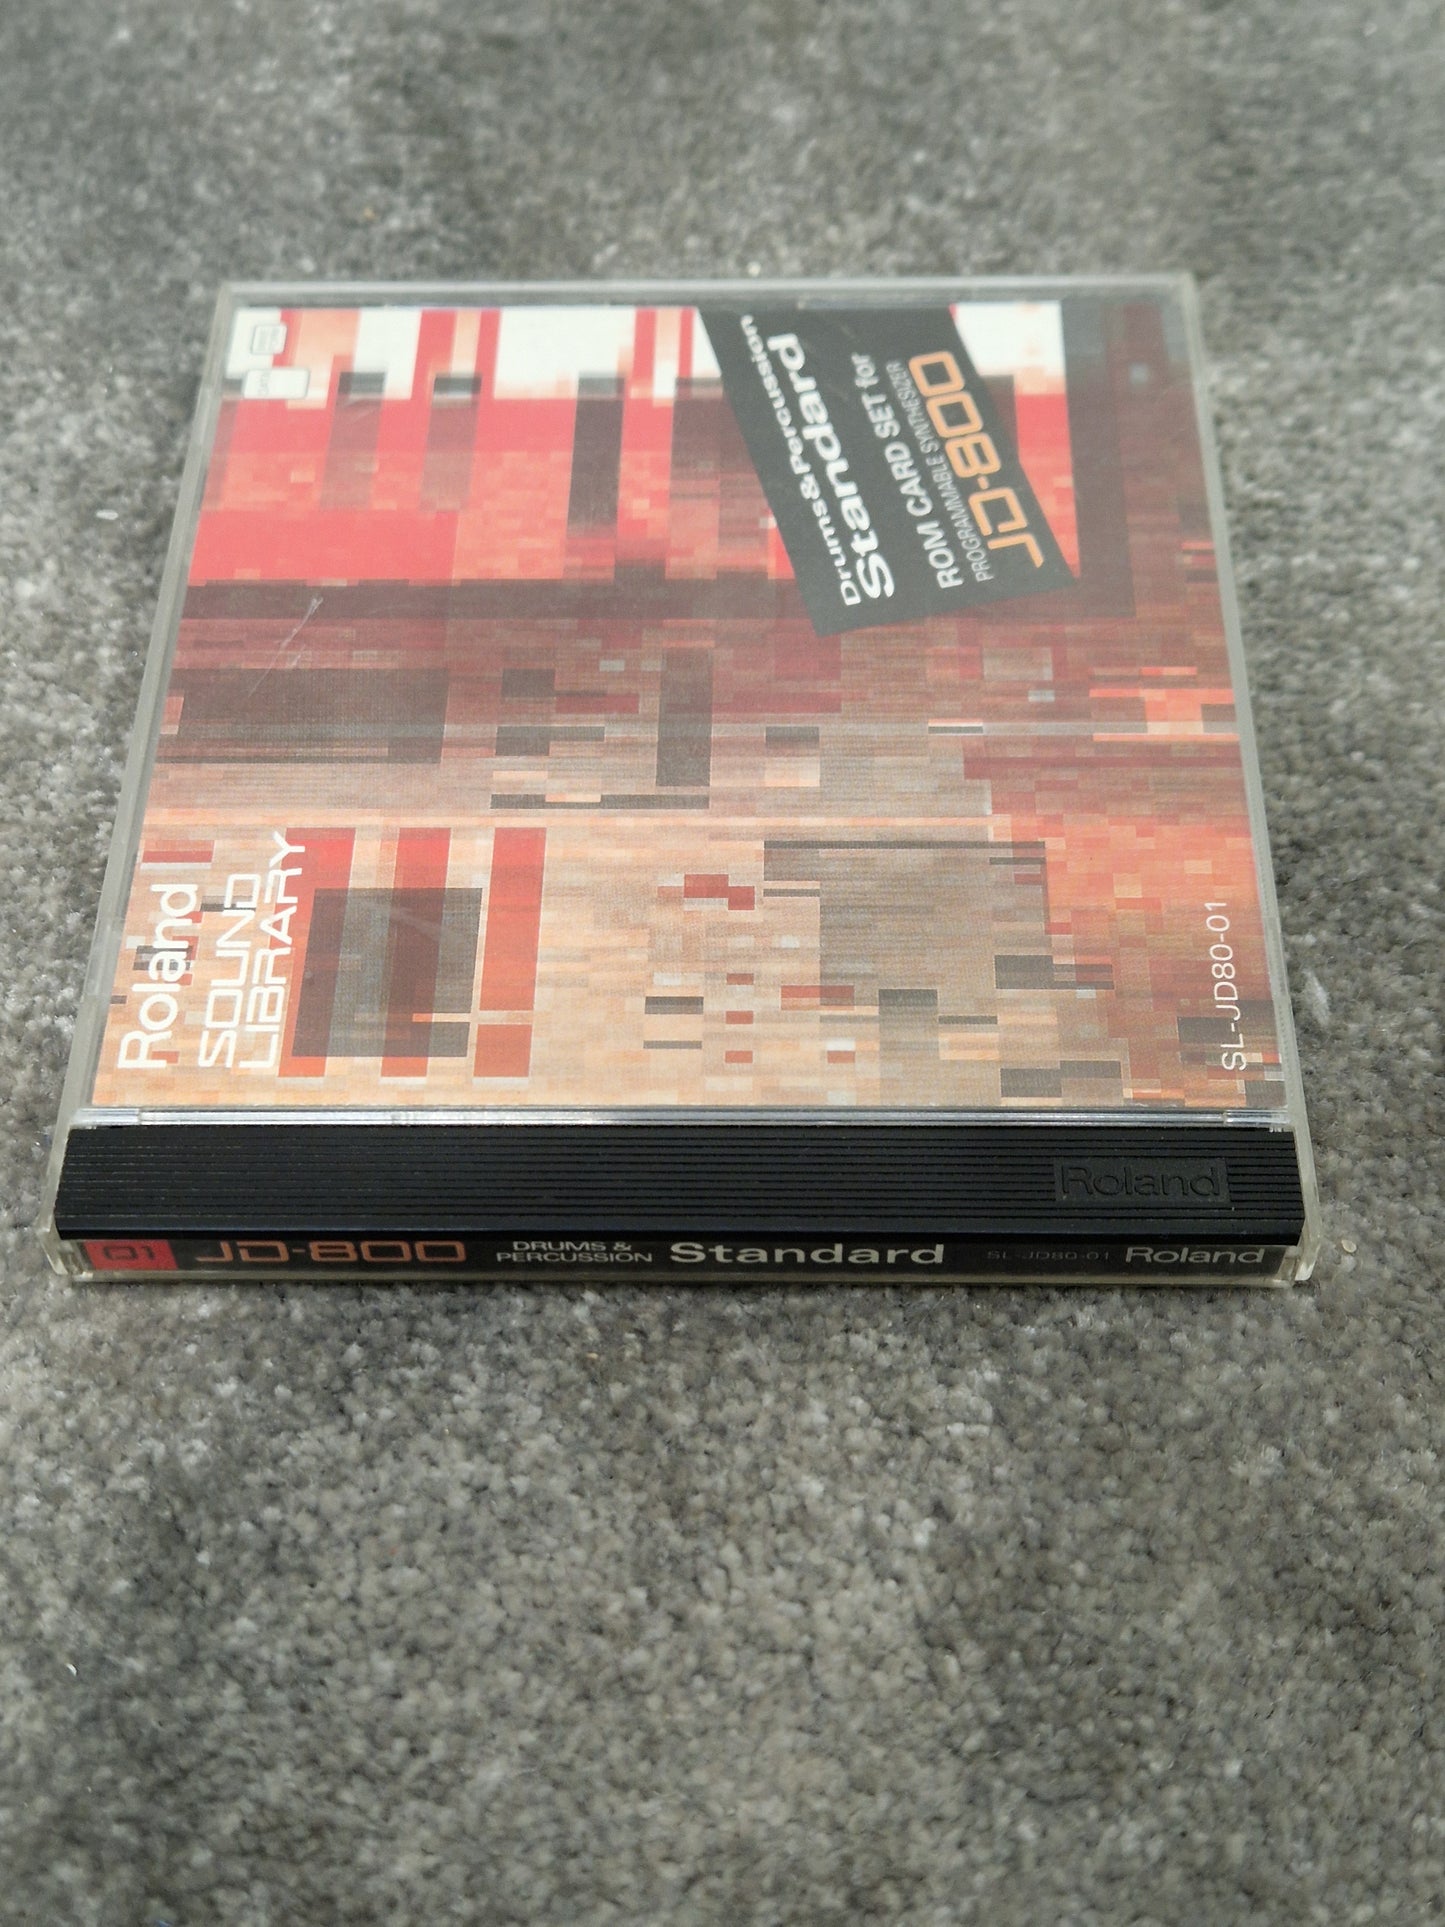 Roland
SOUND
LIBRARY
Drums&Percussion
Standard
ROM CARD SET for
PROGRAMMABLE SYNTHESIZER
JD-800
SL-JD80-01
Roland
01 JD-800 DRUMS & PERCUSSION Standard SL-JD80-01 Roland